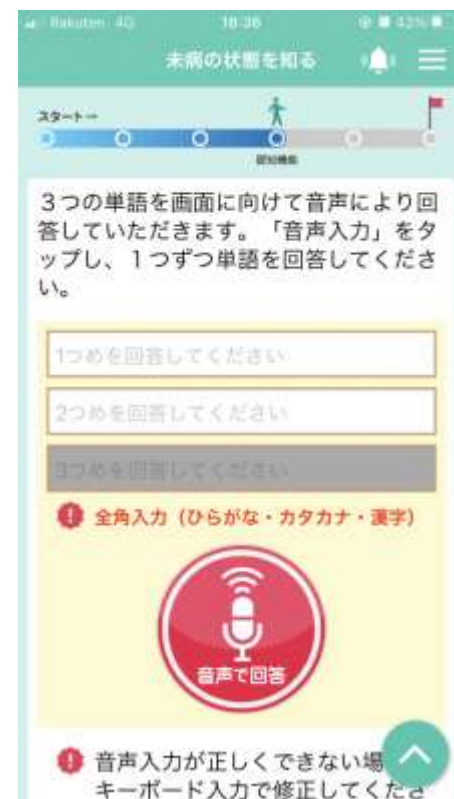 Rakuten 4G 18:36 43%
未病の状態を知る
スタート→
認知機能
３つの単語を画面に向けて音声により回
答していただきます。「音声入力」をタ
ップし、１つずつ単語を回答してくださ
い。
1つめを回答してください
2つめを回答してください
3つめを回答してください
全角入力（ひらがな・カタカナ・漢字）
音声で回答
音声入力が正しくできない場
キーボード入力で修正してくださ